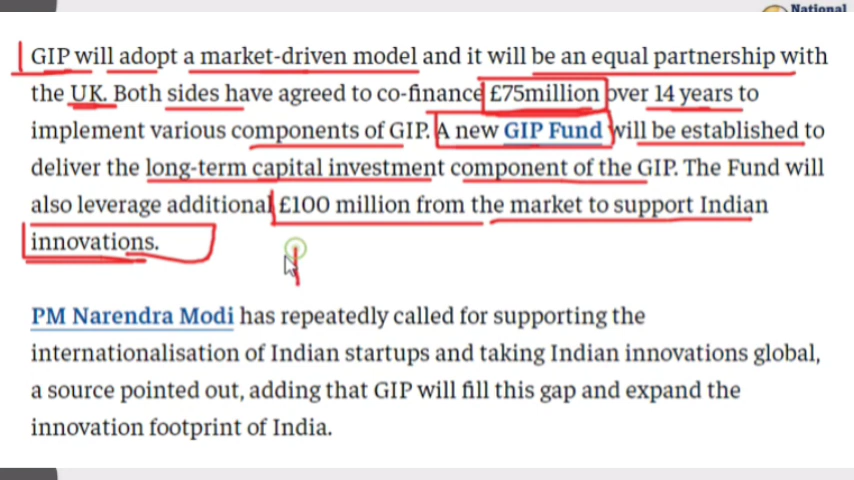 National
GIP will adopt a market-driven model and it will be an equal partnership with
the UK. Both sides have agreed to co-finance £75million over 14 years to
implement various components of GIP. A new GIP Fund will be established to
deliver the long-term capital investment component of the GIP. The Fund will
also leverage additional £100 million from the market to support Indian
innovations.
PM Narendra Modi has repeatedly called for supporting the
internationalisation of Indian startups and taking Indian innovations global,
a source pointed out, adding that GIP will fill this gap and expand the
innovation footprint of India.